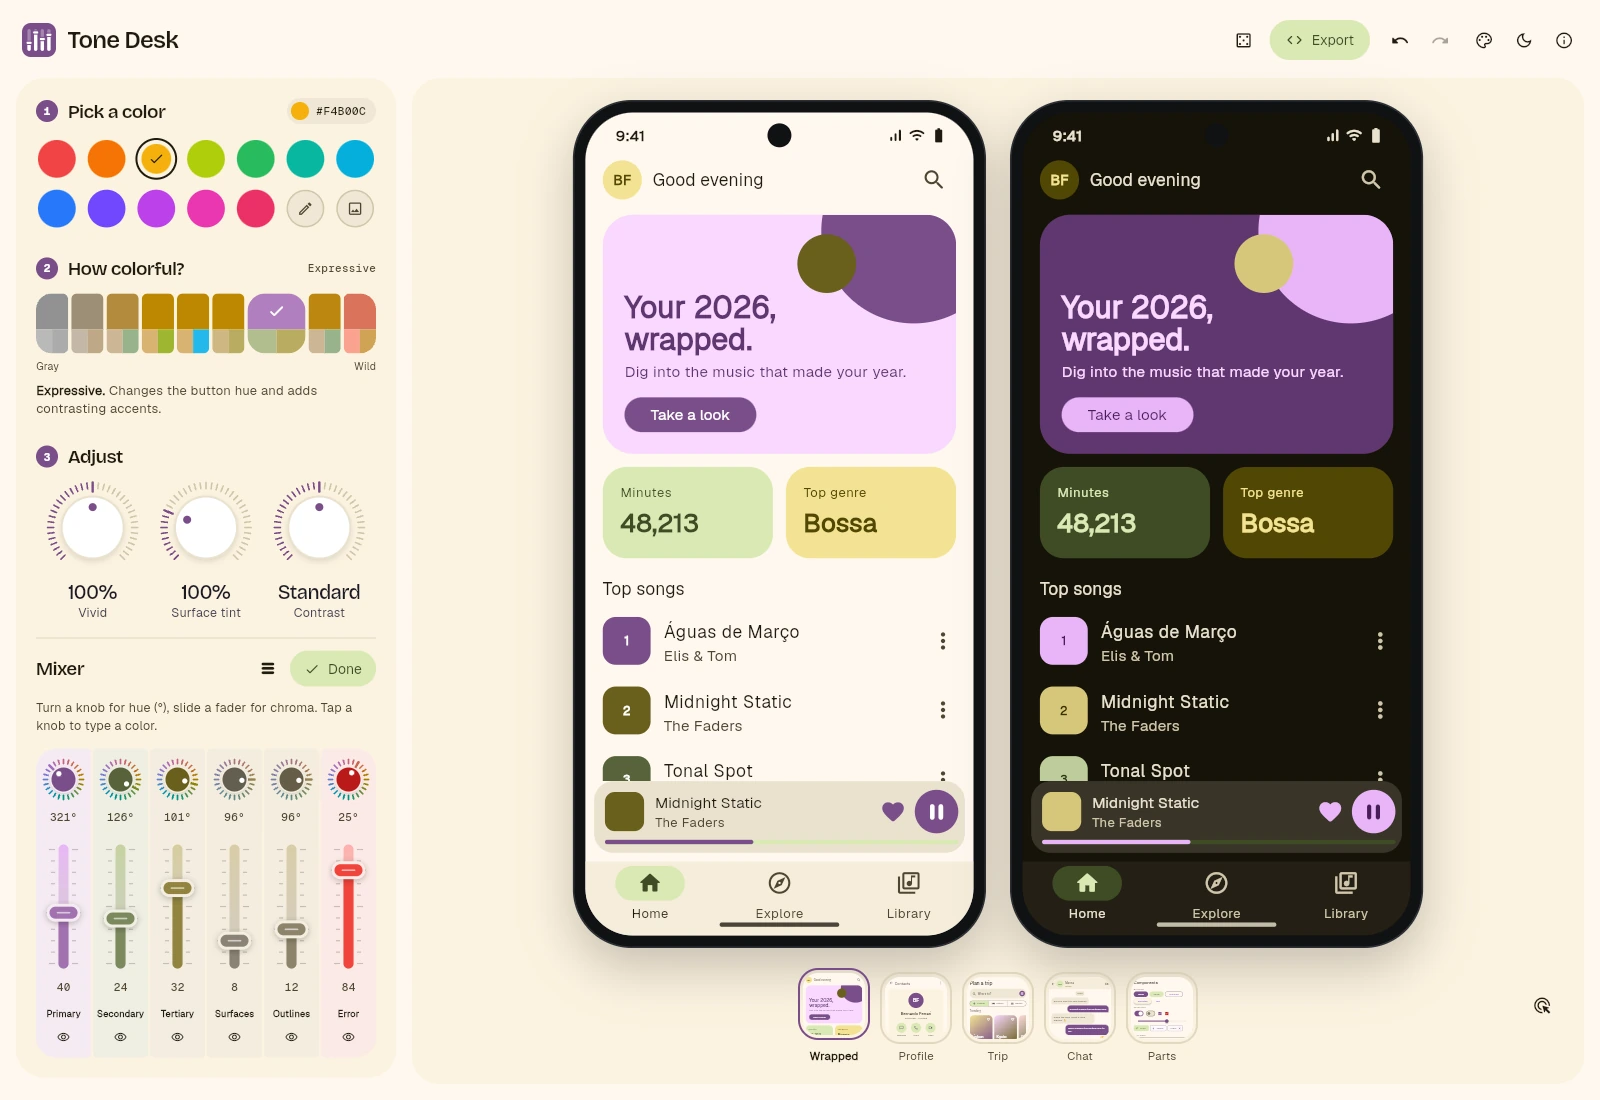 Tone Desk
Export
1 Pick a color
#F4B00C
2 How colorful?
Expressive
Gray
Wild
Expressive. Changes the button hue and adds
contrasting accents.
3 Adjust
100%
Vivid
100%
Surface tint
Standard
Contrast
Mixer
Done
Turn a knob for hue (°), slide a fader for chroma. Tap a
knob to type a color.
321° 126° 101° 96° 96° 25°
40 24 32 8 12 84
Primary Secondary Tertiary Surfaces Outlines Error
9:41
BF Good evening
Your 2026,
wrapped.
Dig into the music that made your year.
Take a look
Minutes
48,213
Top genre
Bossa
Top songs
1 Águas de Março
Elis & Tom
2 Midnight Static
The Faders
3 Tonal Spot
Midnight Static
The Faders
Home Explore Library
9:41
BF Good evening
Your 2026,
wrapped.
Dig into the music that made your year.
Take a look
Minutes
48,213
Top genre
Bossa
Top songs
1 Águas de Março
Elis & Tom
2 Midnight Static
The Faders
3 Tonal Spot
Midnight Static
The Faders
Home Explore Library
Your 2026,
wrapped.
BF
Plan a trip
Components
Wrapped Profile Trip Chat Parts